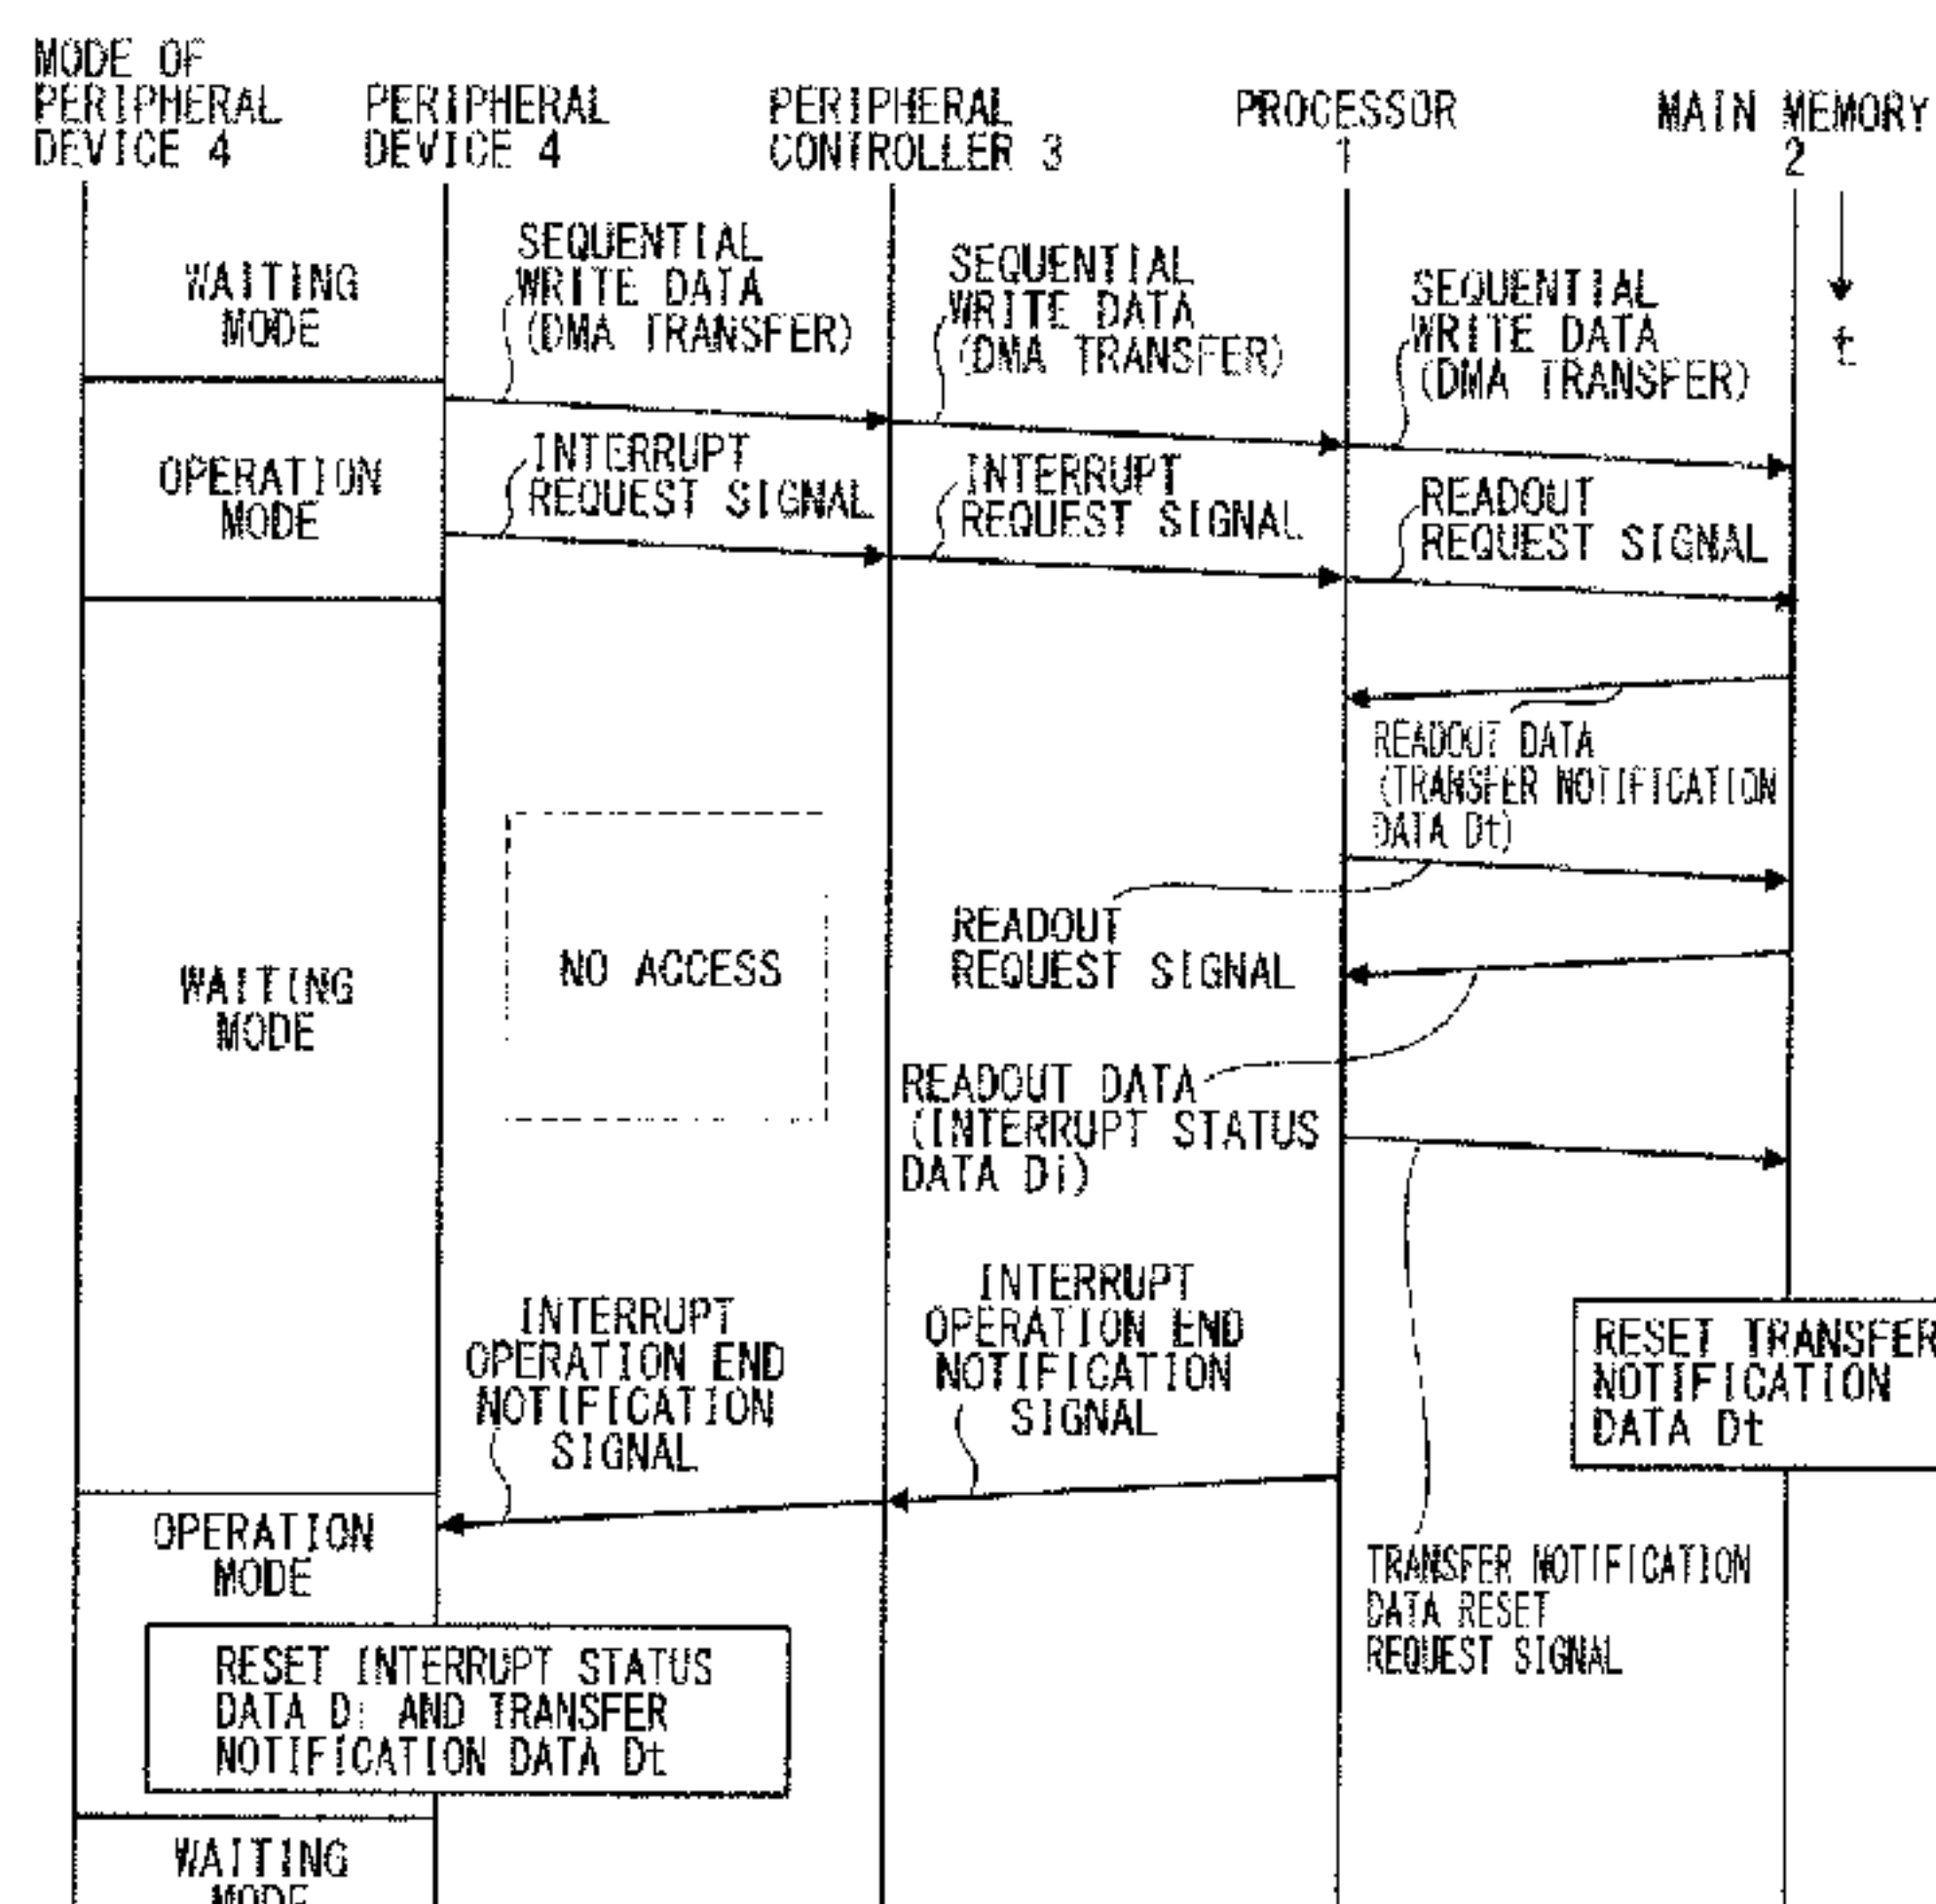 MODE OF
PERIPHERAL
DEVICE 4
PERIPHERAL
DEVICE 4
PERIPHERAL
CONTROLLER 3
PROCESSOR
1
MAIN MEMORY
2
t
WAITING
MODE
SEQUENTIAL
WRITE DATA
(DMA TRANSFER)
SEQUENTIAL
WRITE DATA
(DMA TRANSFER)
SEQUENTIAL
WRITE DATA
(DMA TRANSFER)
OPERATION
MODE
INTERRUPT
REQUEST SIGNAL
INTERRUPT
REQUEST SIGNAL
READOUT
REQUEST SIGNAL
READOUT DATA
(TRANSFER NOTIFICATION
DATA Dt)
WAITING
MODE
NO ACCESS
READOUT
REQUEST SIGNAL
READOUT DATA
(INTERRUPT STATUS
DATA Di)
INTERRUPT
OPERATION END
NOTIFICATION
SIGNAL
INTERRUPT
OPERATION END
NOTIFICATION
SIGNAL
RESET TRANSFER
NOTIFICATION
DATA Dt
OPERATION
MODE
TRANSFER NOTIFICATION
DATA RESET
REQUEST SIGNAL
RESET INTERRUPT STATUS
DATA Di AND TRANSFER
NOTIFICATION DATA Dt
WAITING
MODE